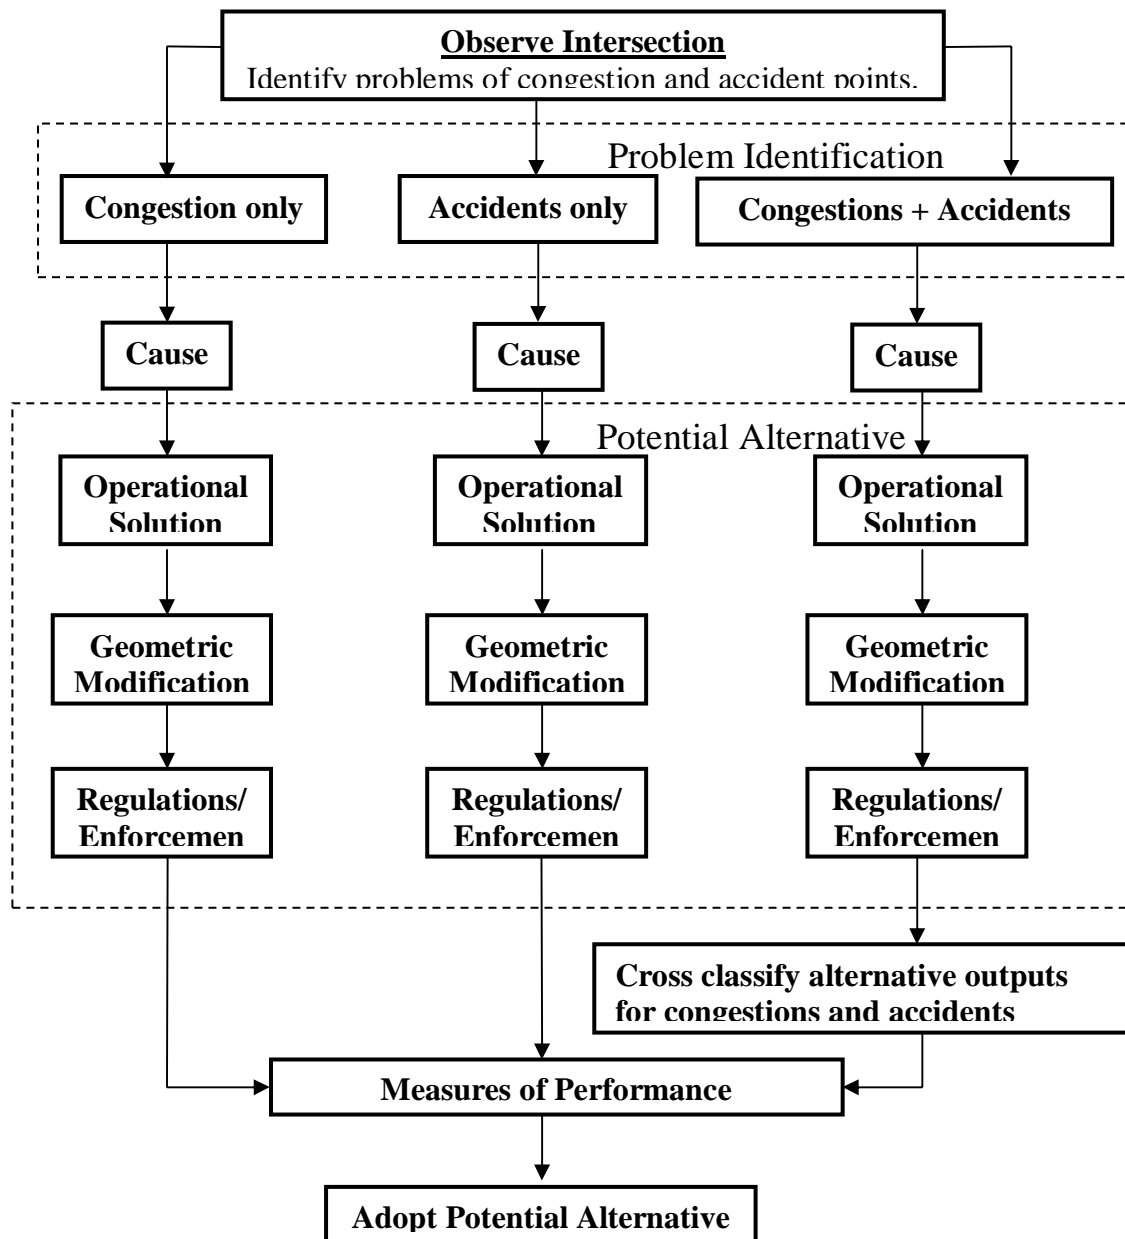 Observe Intersection
Identify problems of congestion and accident points.
Problem Identification
Congestion only
Accidents only
Congestions + Accidents
Cause
Cause
Cause
Potential Alternative
Operational
Solution
Operational
Solution
Operational
Solution
Geometric
Modification
Geometric
Modification
Geometric
Modification
Regulations/
Enforcemen
Regulations/
Enforcemen
Regulations/
Enforcemen
Cross classify alternative outputs
for congestions and accidents
Measures of Performance
Adopt Potential Alternative